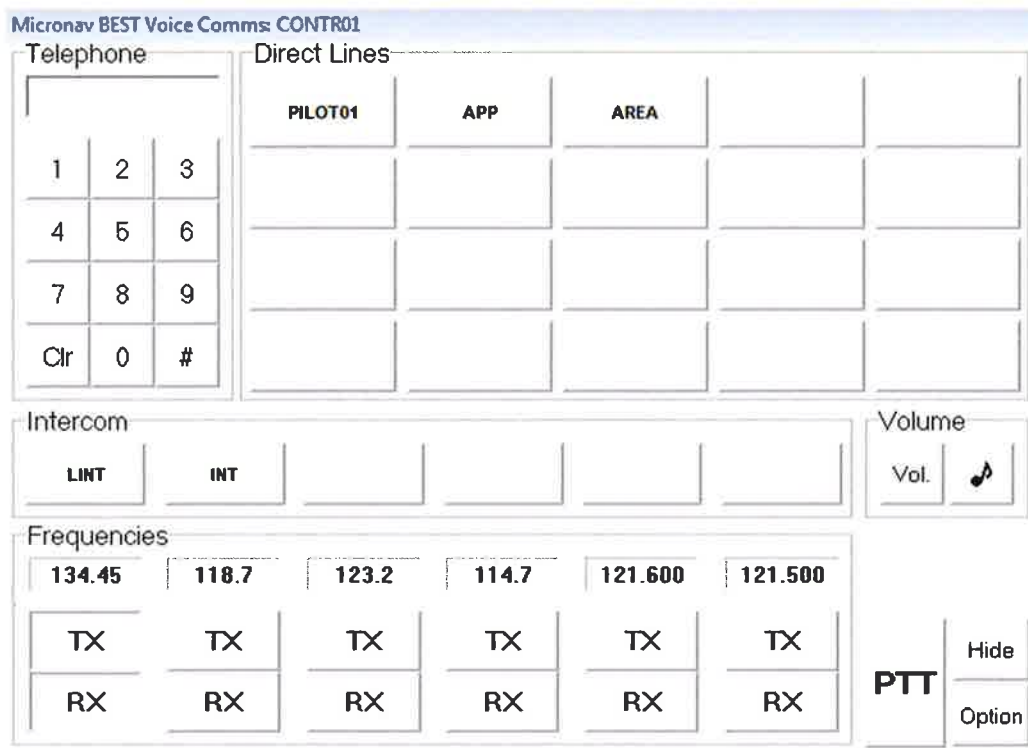 Micronav BEST Voice Comms: CONTR01
Telephone
Direct Lines
PILOT01 APP AREA
1 2 3
4 5 6
7 8 9
Clr 0 #
Intercom
LINT INT
Volume
Vol.
Frequencies
134.45 118.7 123.2 114.7 121.600 121.500
TX TX TX TX TX TX
RX RX RX RX RX RX
PTT
Hide
Option